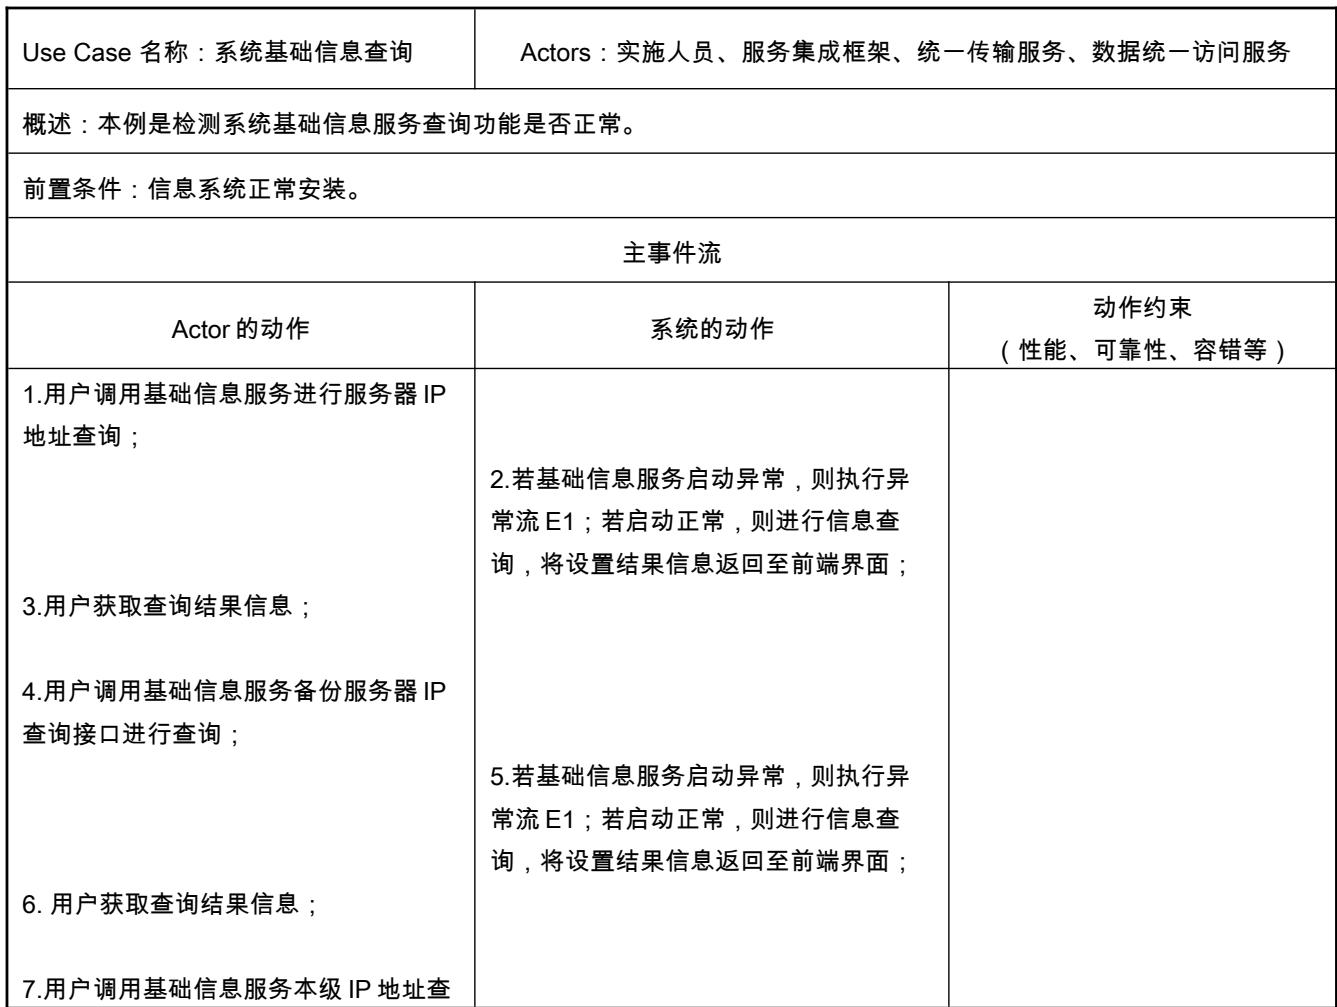 Use Case 名称：系统基础信息查询
Actors：实施人员、服务集成框架、统一传输服务、数据统一访问服务
概述：本例是检测系统基础信息服务查询功能是否正常。
前置条件：信息系统正常安装。
主事件流
Actor 的动作
系统的动作
动作约束
（性能、可靠性、容错等）
1.用户调用基础信息服务进行服务器 IP
地址查询；
2.若基础信息服务启动异常，则执行异
常流 E1；若启动正常，则进行信息查
询，将设置结果信息返回至前端界面；
3.用户获取查询结果信息；
4.用户调用基础信息服务备份服务器 IP
查询接口进行查询；
5.若基础信息服务启动异常，则执行异
常流 E1；若启动正常，则进行信息查
询，将设置结果信息返回至前端界面；
6. 用户获取查询结果信息；
7.用户调用基础信息服务本级 IP 地址查